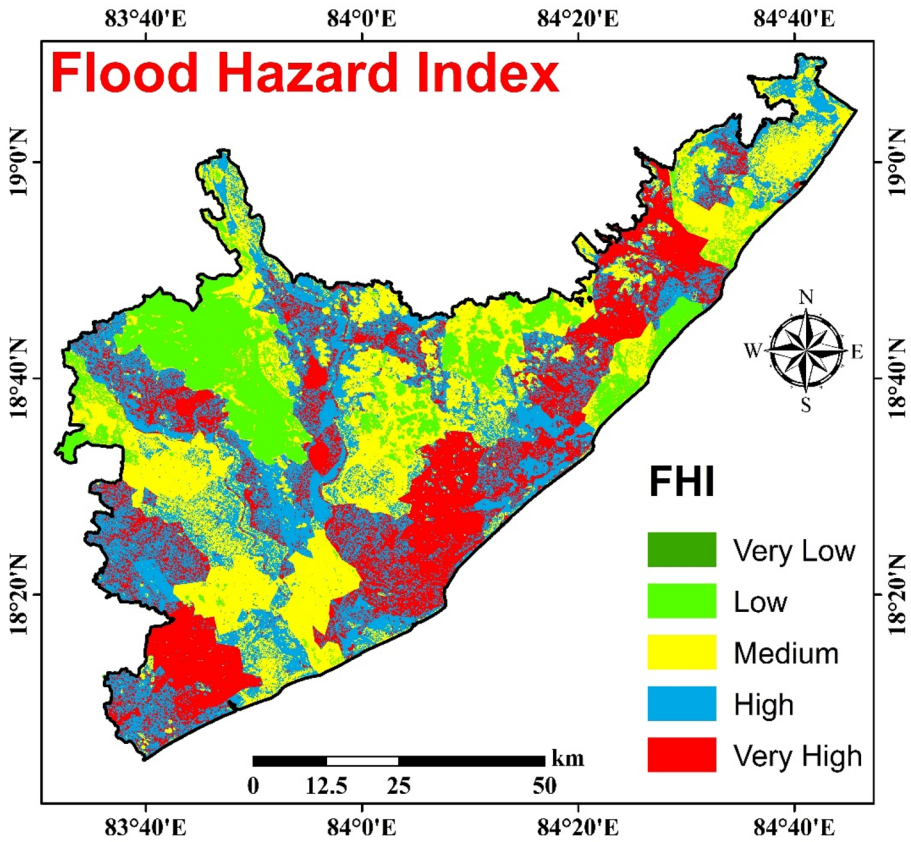 83°40'E 84°0'E 84°20'E 84°40'E
Flood Hazard Index
19°0'N 19°0'N
N
W E
S
18°40'N 18°40'N
FHI
Very Low
Low
18°20'N 18°20'N
Medium
High
Very High
km
0 12.5 25 50
83°40'E 84°0'E 84°20'E 84°40'E